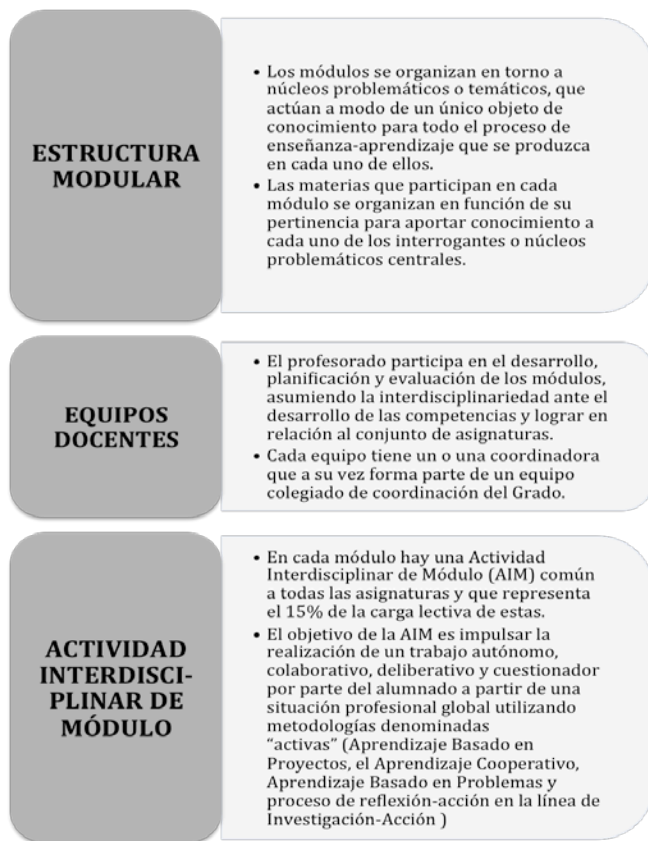 ESTRUCTURA
MODULAR
• Los módulos se organizan en torno a
núcleos problemáticos o temáticos, que
actúan a modo de un único objeto de
conocimiento para todo el proceso de
enseñanza-aprendizaje que se produzca
en cada uno de ellos.
• Las materias que participan en cada
módulo se organizan en función de su
pertinencia para aportar conocimiento a
cada uno de los interrogantes o núcleos
problemáticos centrales.
EQUIPOS
DOCENTES
• El profesorado participa en el desarrollo,
planificación y evaluación de los módulos,
asumiendo la interdisciplinariedad ante el
desarrollo de las competencias y lograr en
relación al conjunto de asignaturas.
• Cada equipo tiene un o una coordinadora
que a su vez forma parte de un equipo
colegiado de coordinación del Grado.
ACTIVIDAD
INTERDISCI-
PLINAR DE
MÓDULO
• En cada módulo hay una Actividad
Interdisciplinar de Módulo (AIM) común
a todas las asignaturas y que representa
el 15% de la carga lectiva de estas.
• El objetivo de la AIM es impulsar la
realización de un trabajo autónomo,
colaborativo, deliberativo y cuestionador
por parte del alumnado a partir de una
situación profesional global utilizando
metodologías denominadas
“activas” (Aprendizaje Basado en
Proyectos, el Aprendizaje Cooperativo,
Aprendizaje Basado en Problemas y
proceso de reflexión-acción en la línea de
Investigación-Acción )